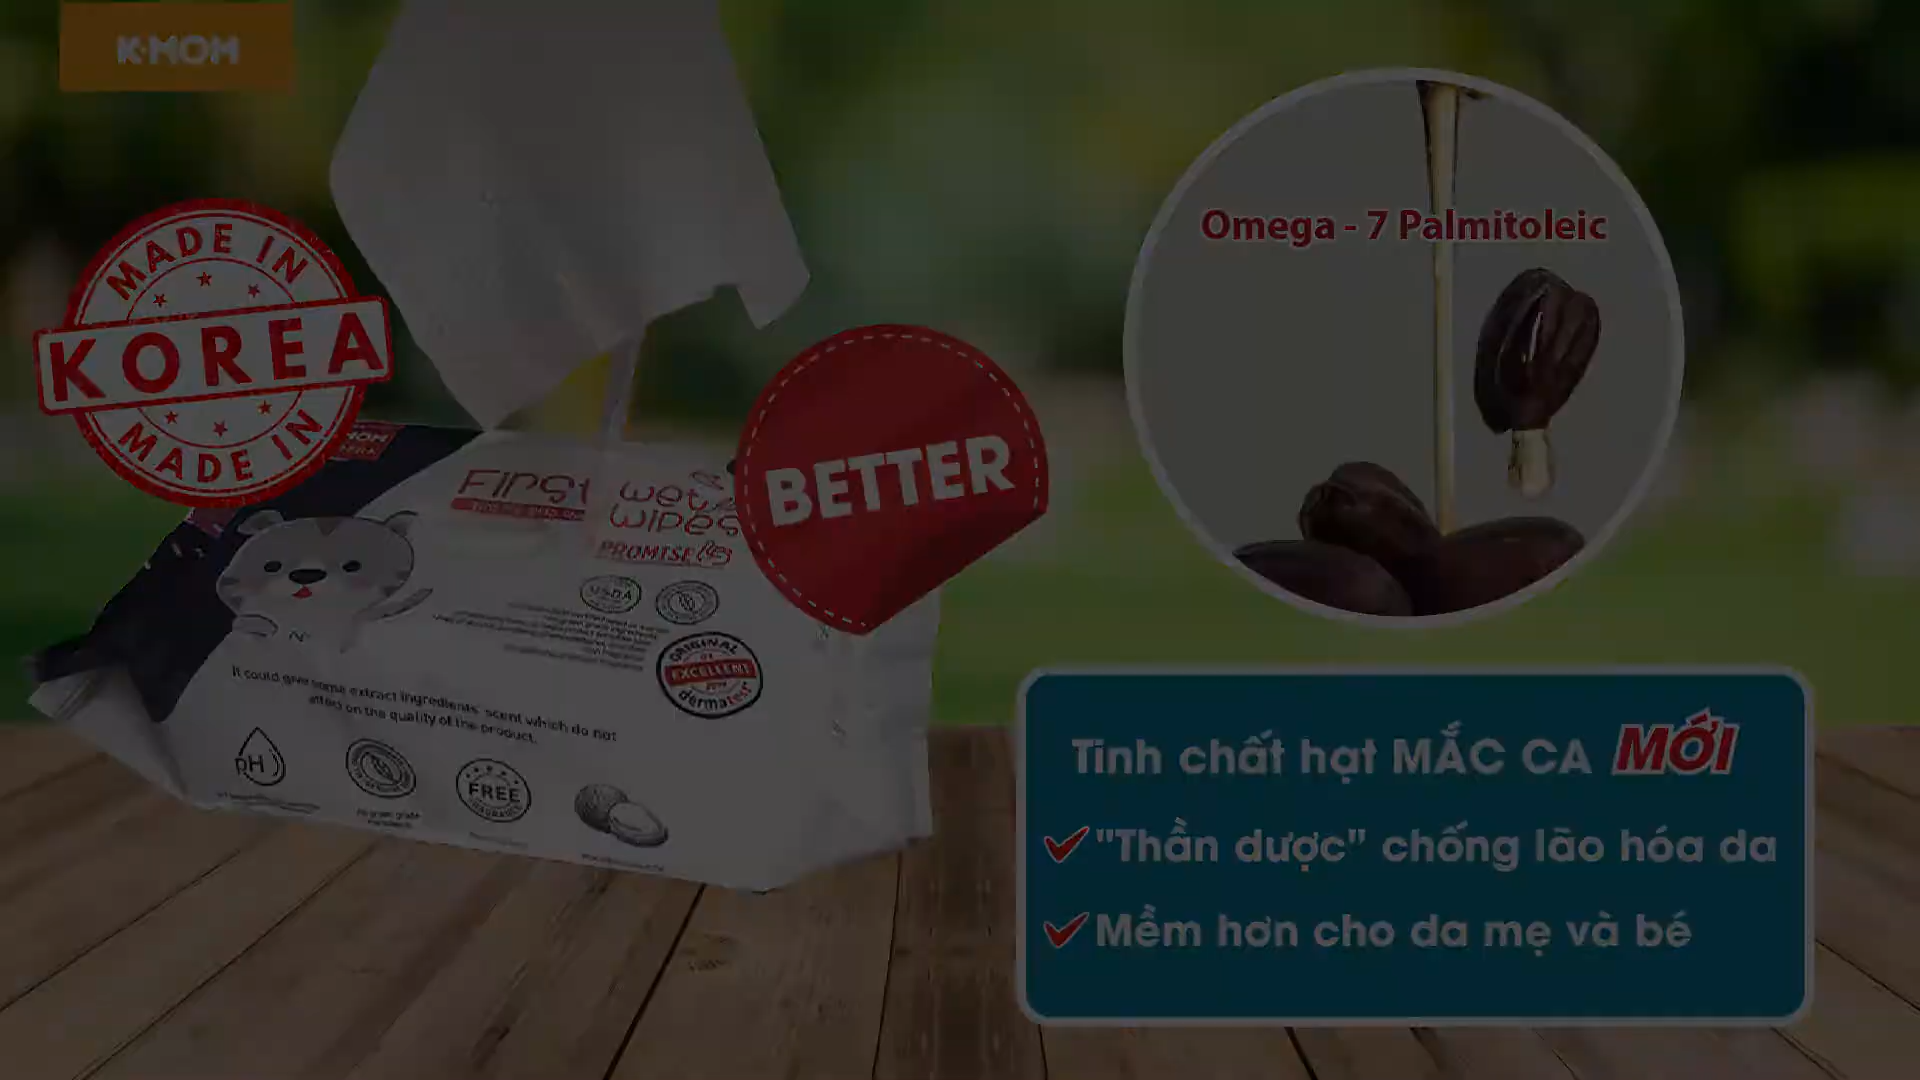 K·MOM
MADE IN
KOREA
MADE IN
First
wet
wipes
PROMISE
BETTER
USDA
ORIGINAL
EXCELLENT
dermatest
It could give some extract ingredients, scent which do not
affect on the quality of the product.
pH
FREE
Omega - 7 Palmitoleic
Tinh chất hạt MẮC CA MỚI
"Thần dược" chống lão hóa da
Mềm hơn cho da mẹ và bé